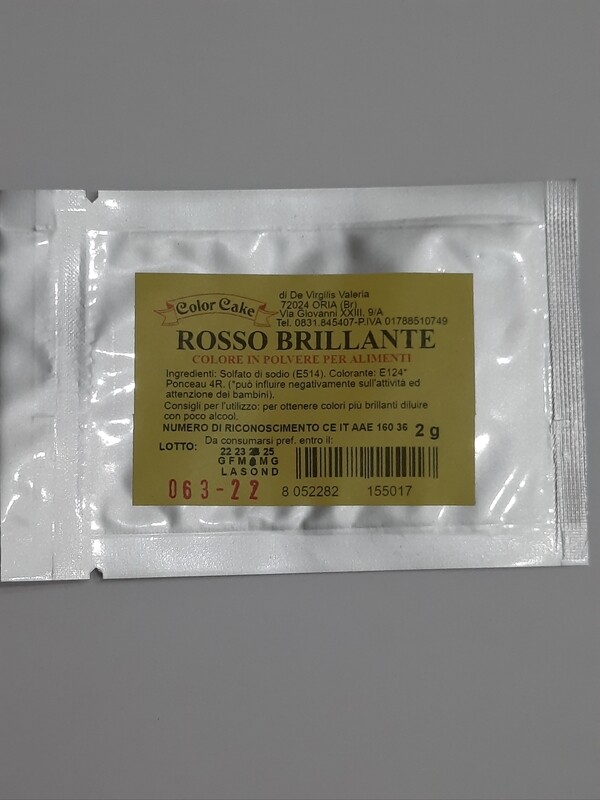 Color Cake
di De Virgilis Valeria
72024 ORIA (Br)
Via Giovanni XXIII, 9/A
Tel. 0831.845407-P.IVA 01788510749
ROSSO BRILLANTE
COLORE IN POLVERE PER ALIMENTI
Ingredienti: Solfato di sodio (E514). Colorante: E124*
Ponceau 4R. (*può influire negativamente sull'attività ed
attenzione dei bambini).
Consigli per l'utilizzo: per ottenere colori più brillanti diluire
con poco alcool.
NUMERO DI RICONOSCIMENTO CE IT AAE 160 36
2 g
LOTTO:
Da consumarsi pref. entro il:
22 23 25
G F M M G
L A S O N D
063-22
8 052282 155017